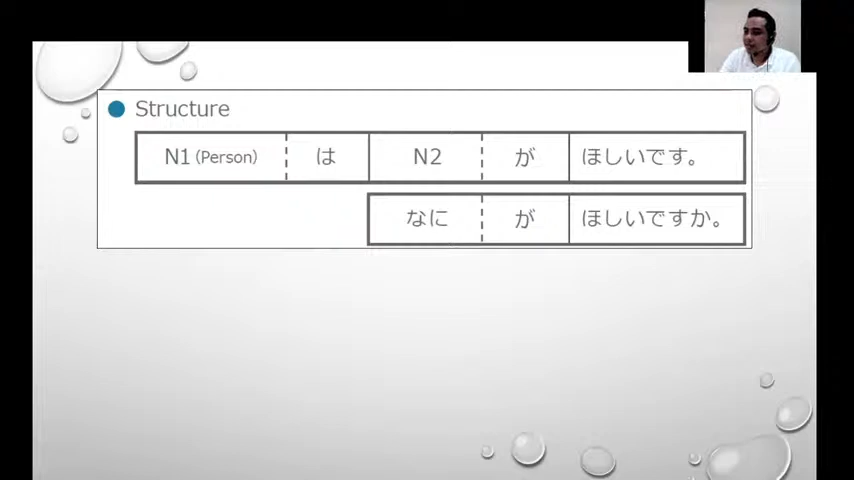 Structure
N1 (Person) は N2 が ほしいです。
なに が ほしいですか。